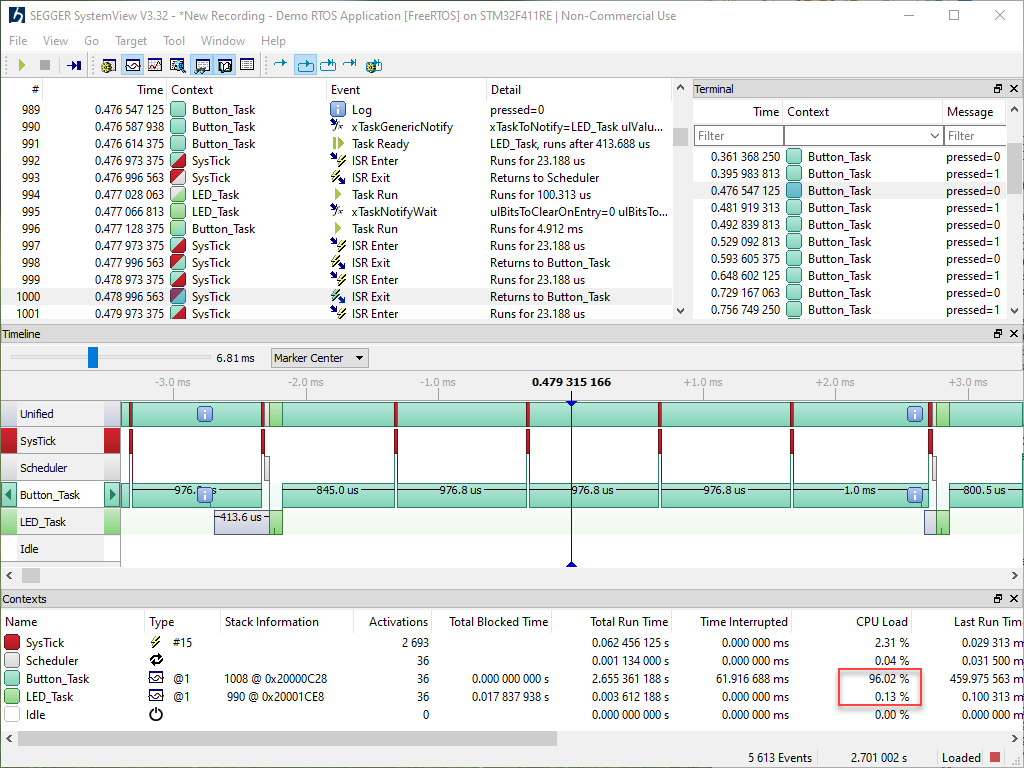 SEGGER SystemView V3.32 - *New Recording - Demo RTOS Application [FreeRTOS] on STM32F411RE | Non-Commercial Use
File View Go Target Tool Window Help
# Time Context Event Detail
989 0.476 547 125 Button_Task Log pressed=0
990 0.476 587 938 Button_Task xTaskGenericNotify xTaskToNotify=LED_Task ulValu...
991 0.476 614 375 Button_Task Task Ready LED_Task, runs after 413.688 us
992 0.476 973 375 SysTick ISR Enter Runs for 23.188 us
993 0.476 996 563 SysTick ISR Exit Returns to Scheduler
994 0.477 028 063 LED_Task Task Run Runs for 100.313 us
995 0.477 066 813 LED_Task xTaskNotifyWait ulBitsToClearOnEntry=0 ulBitsTo...
996 0.477 128 375 Button_Task Task Run Runs for 4.912 ms
997 0.477 973 375 SysTick ISR Enter Runs for 23.188 us
998 0.477 996 563 SysTick ISR Exit Returns to Button_Task
999 0.478 973 375 SysTick ISR Enter Runs for 23.188 us
1000 0.478 996 563 SysTick ISR Exit Returns to Button_Task
1001 0.479 973 375 SysTick ISR Enter Runs for 23.188 us
Terminal
Time Context Message
Filter Filter
0.361 368 250 Button_Task pressed=0
0.395 983 813 Button_Task pressed=1
0.476 547 125 Button_Task pressed=0
0.481 919 313 Button_Task pressed=1
0.492 839 813 Button_Task pressed=0
0.529 092 813 Button_Task pressed=1
0.593 605 375 Button_Task pressed=0
0.648 602 125 Button_Task pressed=1
0.729 167 063 Button_Task pressed=0
0.756 749 250 Button_Task pressed=1
Timeline
6.81 ms Marker Center
-3.0 ms -2.0 ms -1.0 ms 0.479 315 166 +1.0 ms +2.0 ms +3.0 ms
Unified
SysTick
Scheduler
Button_Task 845.0 us 976.8 us 976.8 us 976.8 us 1.0 ms 800.5 us
LED_Task 413.6 us
Idle
Contexts
Name Type Stack Information Activations Total Blocked Time Total Run Time Time Interrupted CPU Load Last Run Time
SysTick #15 2 693 0.062 456 125 s 0.000 000 ms 2.31 % 0.029 313 m
Scheduler 36 0.001 134 000 s 0.000 000 ms 0.04 % 0.031 500 m
Button_Task @1 1008 @ 0x20000C28 36 0.000 000 000 s 2.655 361 188 s 61.916 688 ms 96.02 % 459.975 563 m
LED_Task @1 990 @ 0x20001CE8 36 0.017 837 938 s 0.003 612 188 s 0.000 000 ms 0.13 % 0.100 313 m
Idle 0 0.000 000 000 s 0.000 000 ms 0.00 % 0.000 000 m
5 613 Events 2.701 002 s Loaded